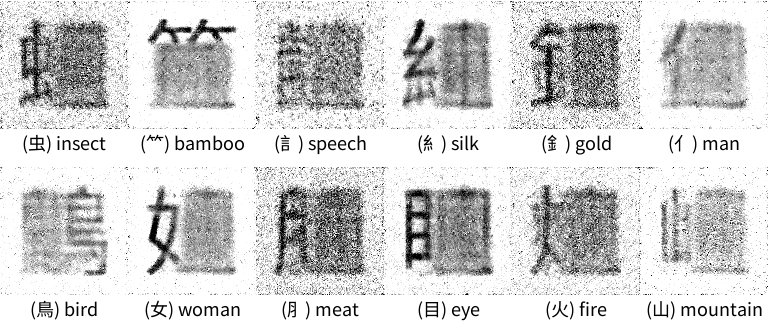 (虫) insect (⺮) bamboo (訁) speech (糹) silk (釒) gold (亻) man
(鳥) bird (女) woman (⺼) meat (目) eye (火) fire (山) mountain